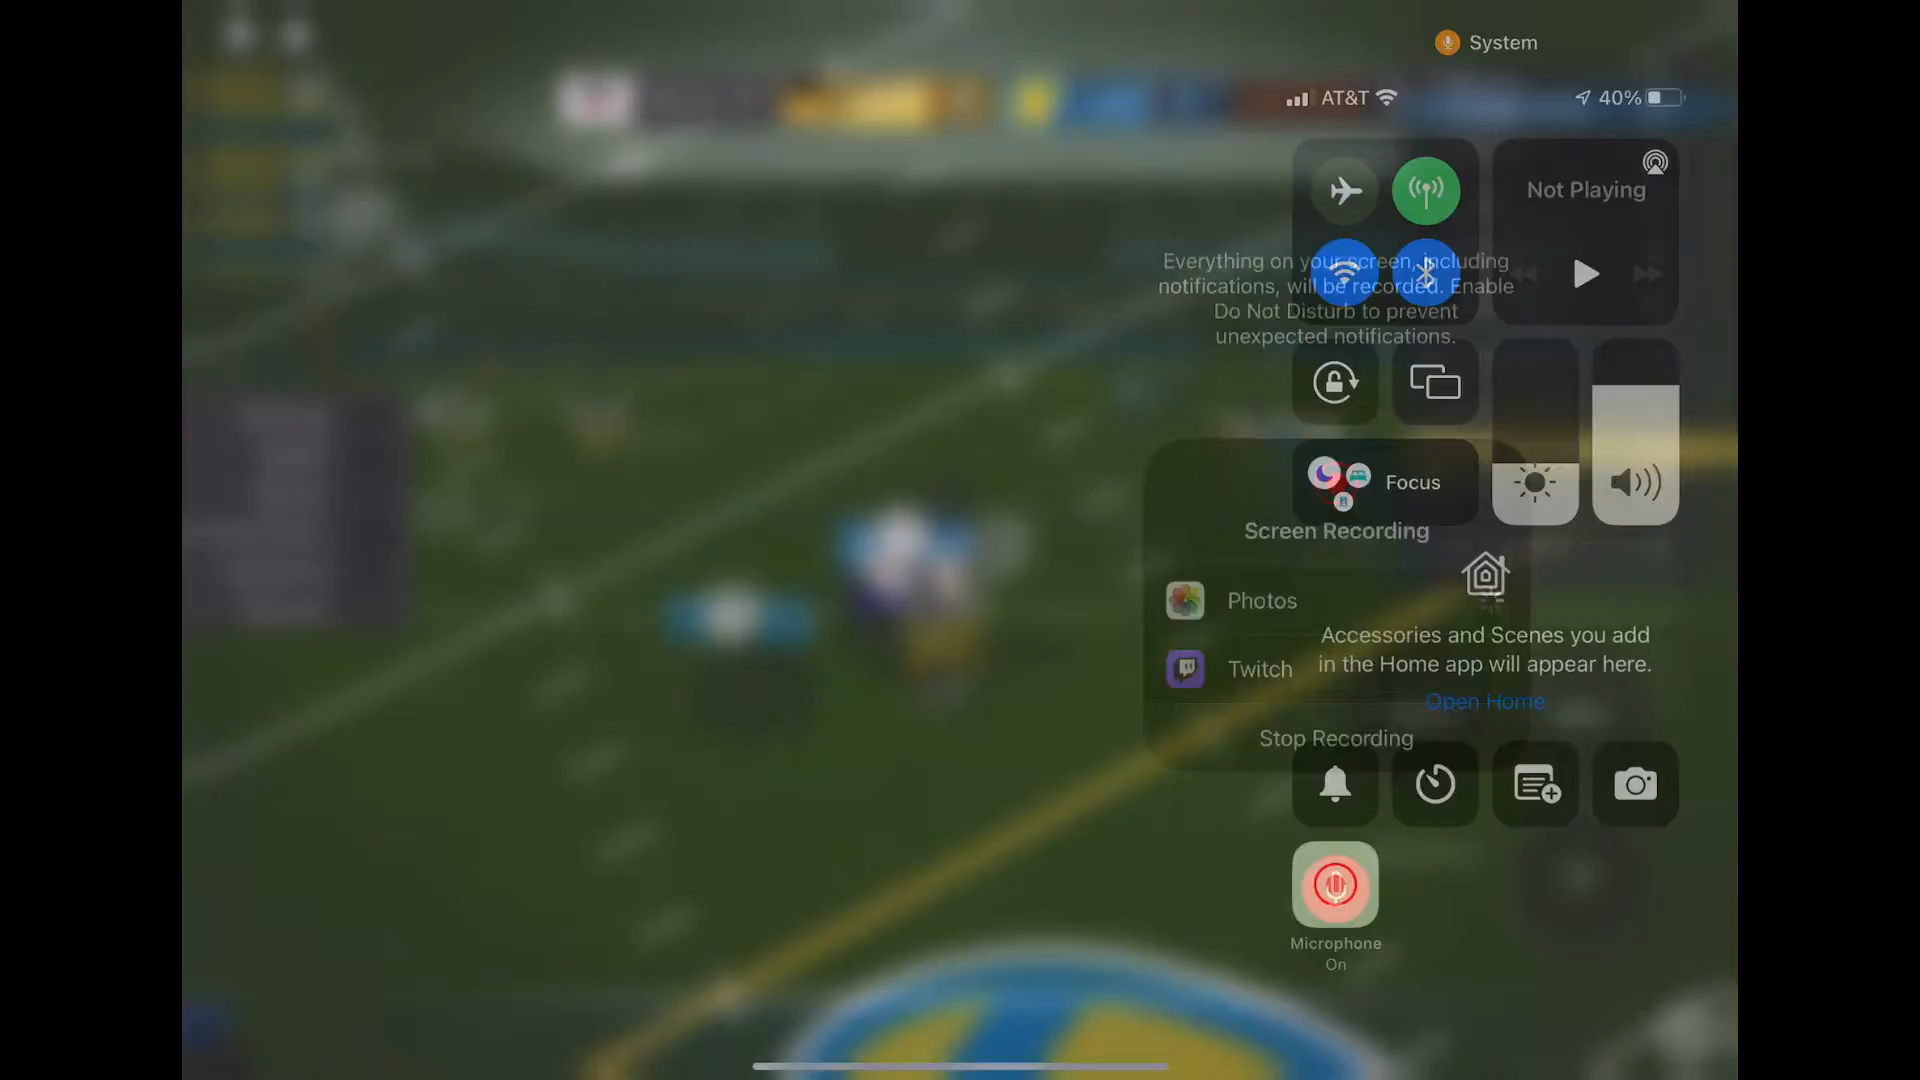 System
AT&T
40%
Not Playing
Everything on your screen, including
notifications, will be recorded. Enable
Do Not Disturb to prevent
unexpected notifications.
Focus
Screen Recording
Photos
Twitch
Accessories and Scenes you add
in the Home app will appear here.
Open Home
Stop Recording
Microphone
On